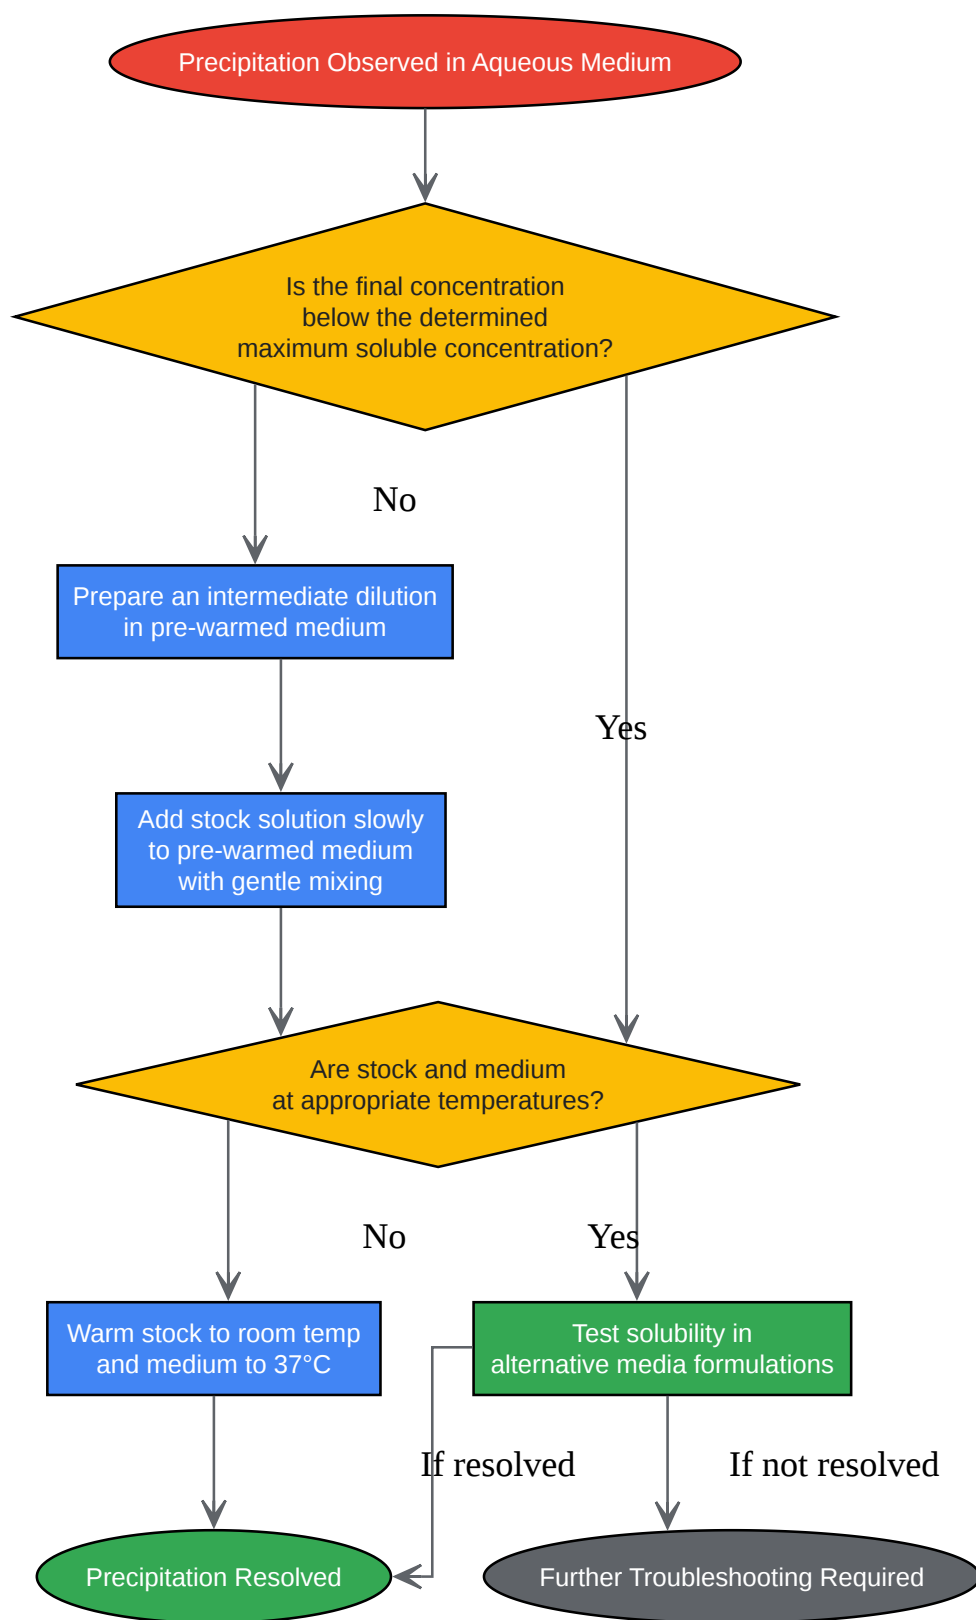 Precipitation Observed in Aqueous Medium
Is the final concentration
below the determined
maximum soluble concentration?
No
Prepare an intermediate dilution
in pre-warmed medium
Yes
Add stock solution slowly
to pre-warmed medium
with gentle mixing
Are stock and medium
at appropriate temperatures?
No
Yes
Warm stock to room temp
and medium to 37°C
Test solubility in
alternative media formulations
If resolved
If not resolved
Precipitation Resolved
Further Troubleshooting Required